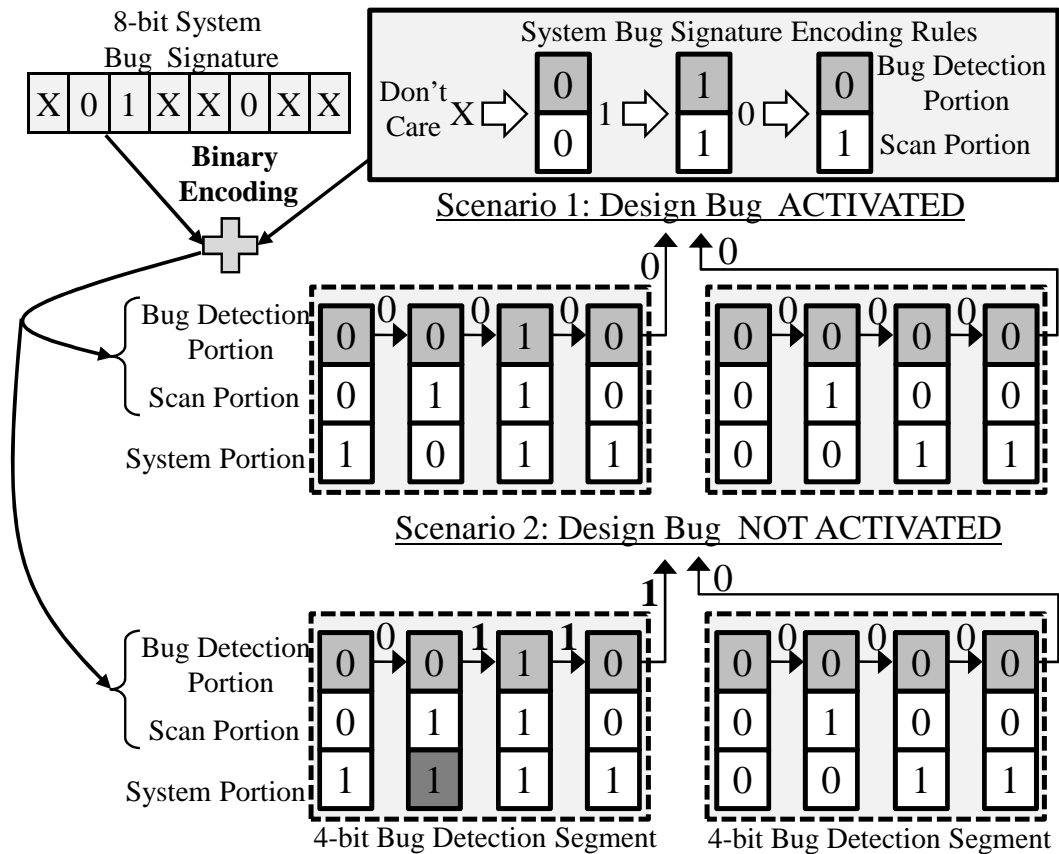 8-bit System
Bug Signature
X 0 1 X X 0 X X
Binary
Encoding
System Bug Signature Encoding Rules
Don't
Care
X 0 0
1 1 1
0 0 1
Bug Detection
Portion
Scan Portion
Scenario 1: Design Bug ACTIVATED
0 0
0 0 0 0 0 0
Bug Detection
Portion
0 0 1 0 0 0 0 0
Scan Portion
0 1 1 0 0 1 0 0
System Portion
1 0 1 1 0 0 1 1
Scenario 2: Design Bug NOT ACTIVATED
1 0
0 1 1 0 0 0
Bug Detection
Portion
0 0 1 0 0 0 0 0
Scan Portion
0 1 1 0 0 1 0 0
System Portion
1 1 1 1 0 0 1 1
4-bit Bug Detection Segment
4-bit Bug Detection Segment